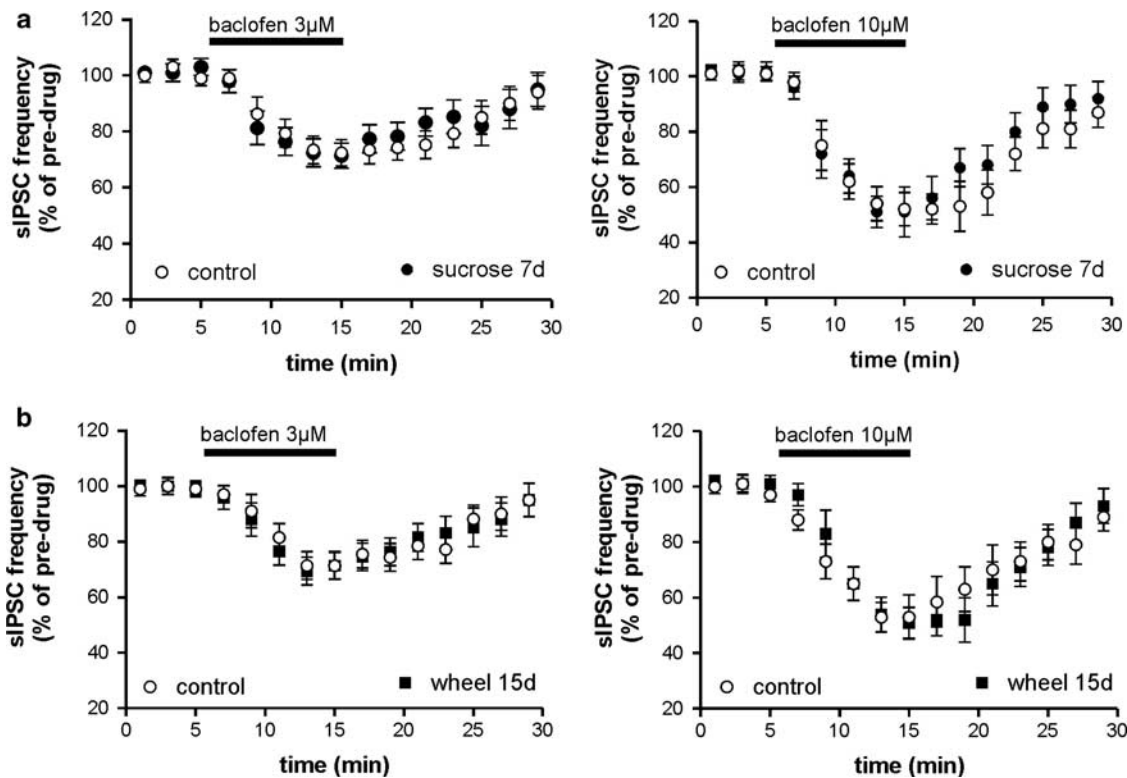 a
baclofen 3µM
sIPSC frequency
(% of pre-drug)
120
100
80
60
40
20
control
sucrose 7d
0 5 10 15 20 25 30
time (min)
baclofen 10µM
sIPSC frequency
(% of pre-drug)
120
100
80
60
40
20
control
sucrose 7d
0 5 10 15 20 25 30
time (min)
b
baclofen 3µM
sIPSC frequency
(% of pre-drug)
120
100
80
60
40
20
control
wheel 15d
0 5 10 15 20 25 30
time (min)
baclofen 10µM
sIPSC frequency
(% of pre-drug)
120
100
80
60
40
20
control
wheel 15d
0 5 10 15 20 25 30
time (min)